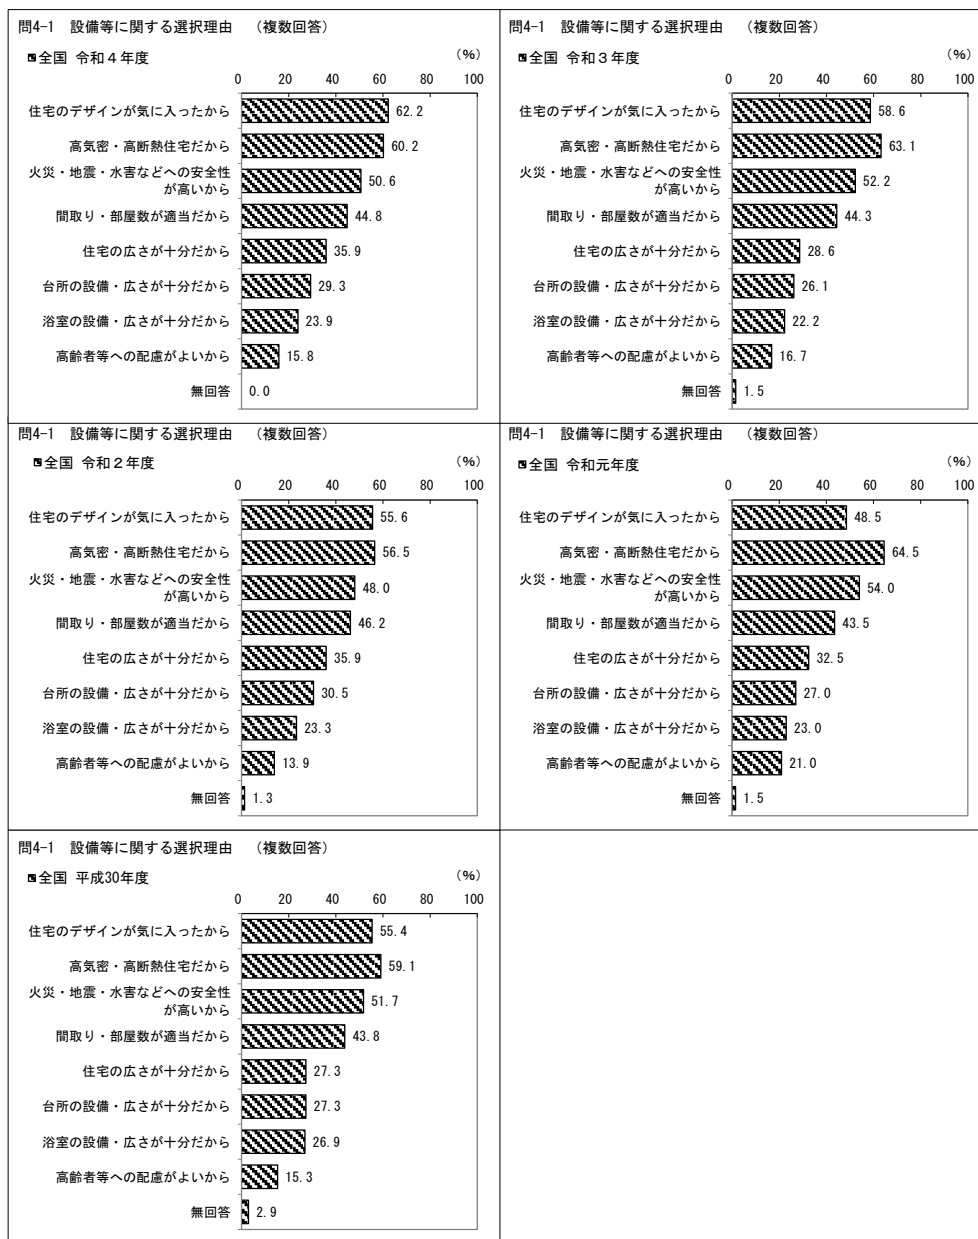 問4-1 設備等に関する選択理由 (複数回答)
全国 令和４年度
(%)
0 20 40 60 80 100
住宅のデザインが気に入ったから 62.2
高気密・高断熱住宅だから 60.2
火災・地震・水害などへの安全性
が高いから 50.6
間取り・部屋数が適当だから 44.8
住宅の広さが十分だから 35.9
台所の設備・広さが十分だから 29.3
浴室の設備・広さが十分だから 23.9
高齢者等への配慮がよいから 15.8
無回答 0.0
問4-1 設備等に関する選択理由 (複数回答)
全国 令和３年度
(%)
0 20 40 60 80 100
住宅のデザインが気に入ったから 58.6
高気密・高断熱住宅だから 63.1
火災・地震・水害などへの安全性
が高いから 52.2
間取り・部屋数が適当だから 44.3
住宅の広さが十分だから 28.6
台所の設備・広さが十分だから 26.1
浴室の設備・広さが十分だから 22.2
高齢者等への配慮がよいから 16.7
無回答 1.5
問4-1 設備等に関する選択理由 (複数回答)
全国 令和２年度
(%)
0 20 40 60 80 100
住宅のデザインが気に入ったから 55.6
高気密・高断熱住宅だから 56.5
火災・地震・水害などへの安全性
が高いから 48.0
間取り・部屋数が適当だから 46.2
住宅の広さが十分だから 35.9
台所の設備・広さが十分だから 30.5
浴室の設備・広さが十分だから 23.3
高齢者等への配慮がよいから 13.9
無回答 1.3
問4-1 設備等に関する選択理由 (複数回答)
全国 令和元年度
(%)
0 20 40 60 80 100
住宅のデザインが気に入ったから 48.5
高気密・高断熱住宅だから 64.5
火災・地震・水害などへの安全性
が高いから 54.0
間取り・部屋数が適当だから 43.5
住宅の広さが十分だから 32.5
台所の設備・広さが十分だから 27.0
浴室の設備・広さが十分だから 23.0
高齢者等への配慮がよいから 21.0
無回答 1.5
問4-1 設備等に関する選択理由 (複数回答)
全国 平成30年度
(%)
0 20 40 60 80 100
住宅のデザインが気に入ったから 55.4
高気密・高断熱住宅だから 59.1
火災・地震・水害などへの安全性
が高いから 51.7
間取り・部屋数が適当だから 43.8
住宅の広さが十分だから 27.3
台所の設備・広さが十分だから 27.3
浴室の設備・広さが十分だから 26.9
高齢者等への配慮がよいから 15.3
無回答 2.9